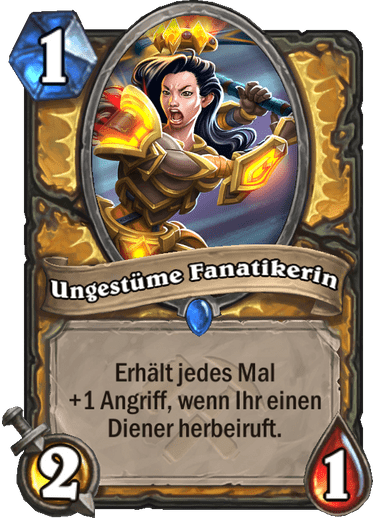 1
Ungestüme Fanatikerin
Erhält jedes Mal
+1 Angriff, wenn Ihr einen
Diener herbeiruft.
2
1